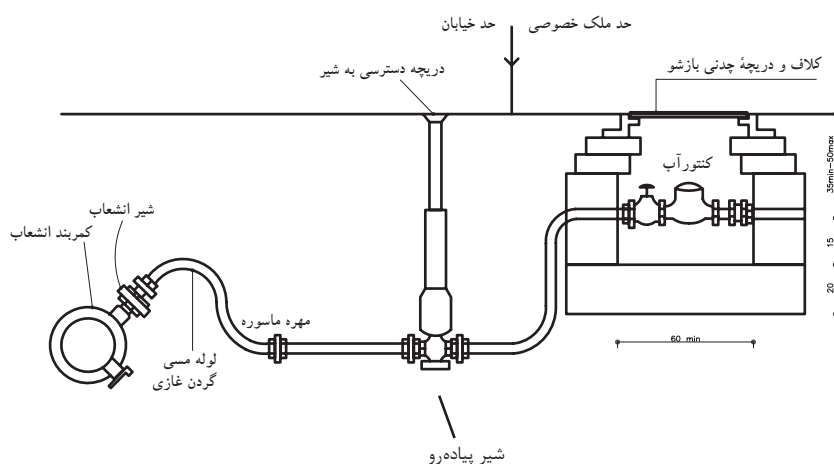 حد ملک خصوصی
حد خیابان
کلاف و دریچهٔ چدنی بازشو
دریچه دسترسی به شیر
کنتورآب
35min-50max
15
20
شیر انشعاب
کمربند انشعاب
مهره ماسوره
لوله مسی
گردن غازی
60 min
شیر پیاده‌رو